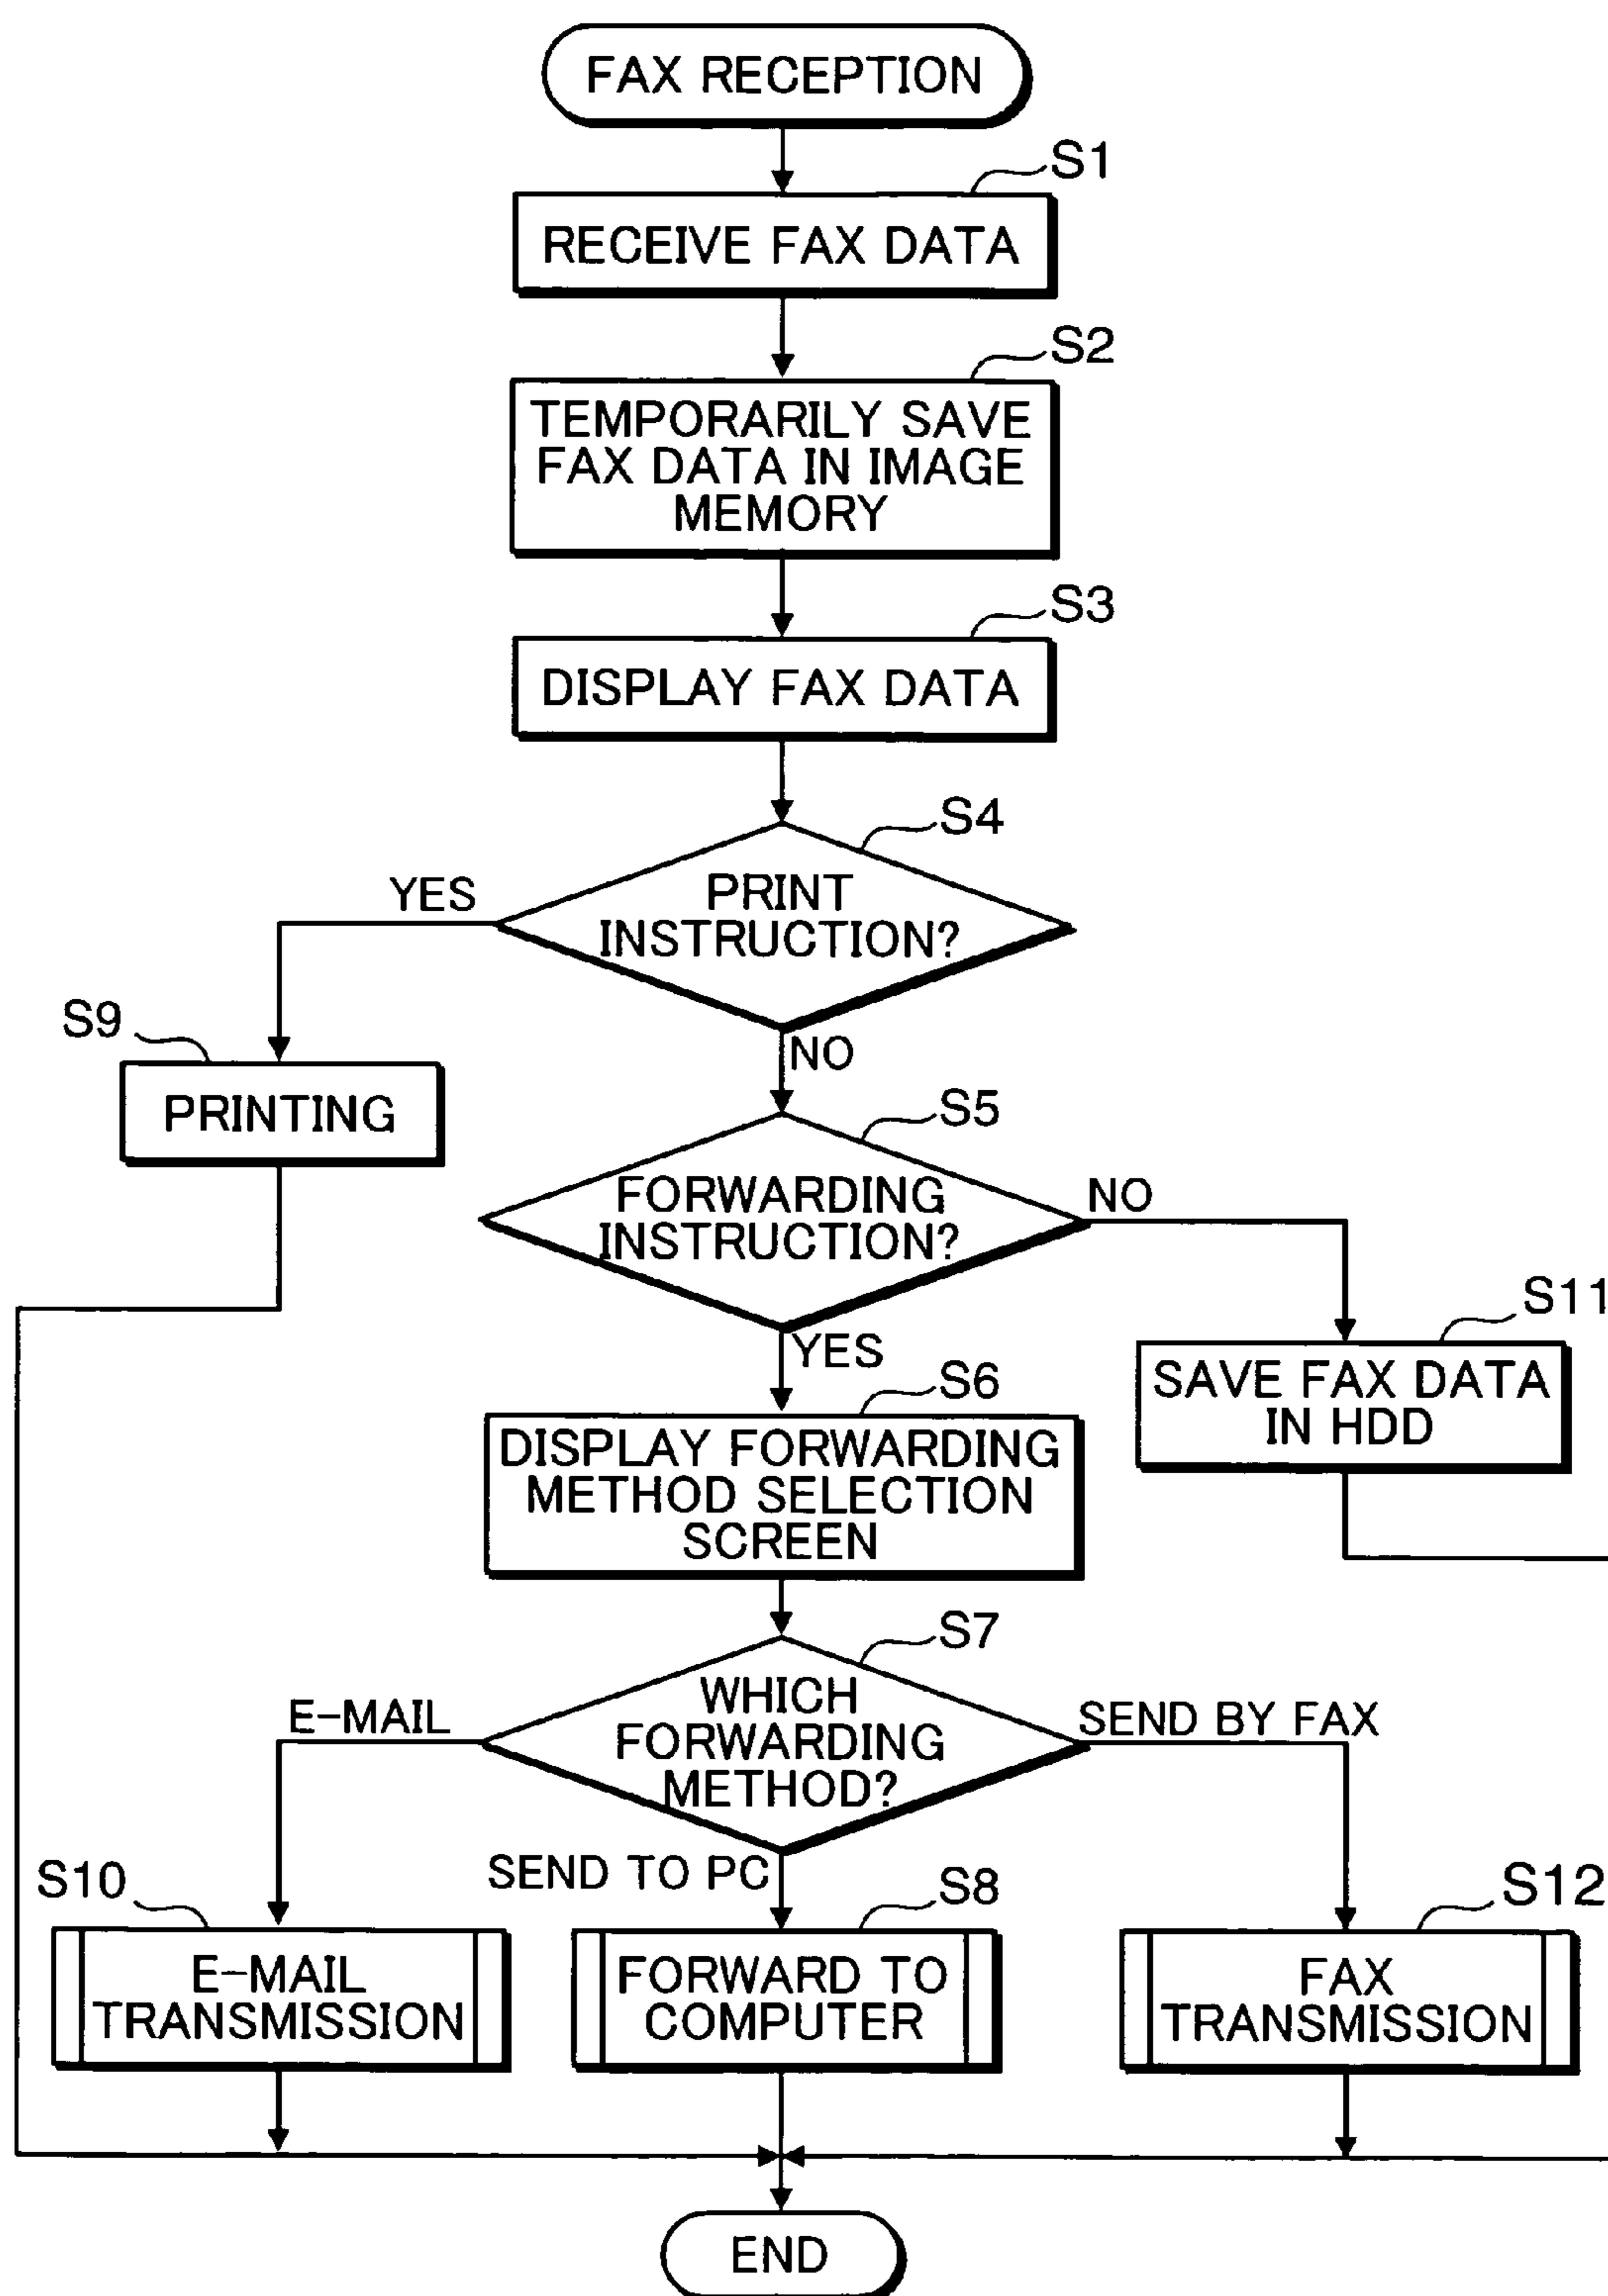 FAX RECEPTION
S1
RECEIVE FAX DATA
S2
TEMPORARILY SAVE
FAX DATA IN IMAGE
MEMORY
S3
DISPLAY FAX DATA
S4
YES
PRINT
INSTRUCTION?
S9
NO
PRINTING
S5
FORWARDING
INSTRUCTION?
NO
S11
YES
SAVE FAX DATA
IN HDD
S6
DISPLAY FORWARDING
METHOD SELECTION
SCREEN
S7
E-MAIL
WHICH
FORWARDING
METHOD?
SEND BY FAX
S10
SEND TO PC
S8
S12
E-MAIL
TRANSMISSION
FORWARD TO
COMPUTER
FAX
TRANSMISSION
END